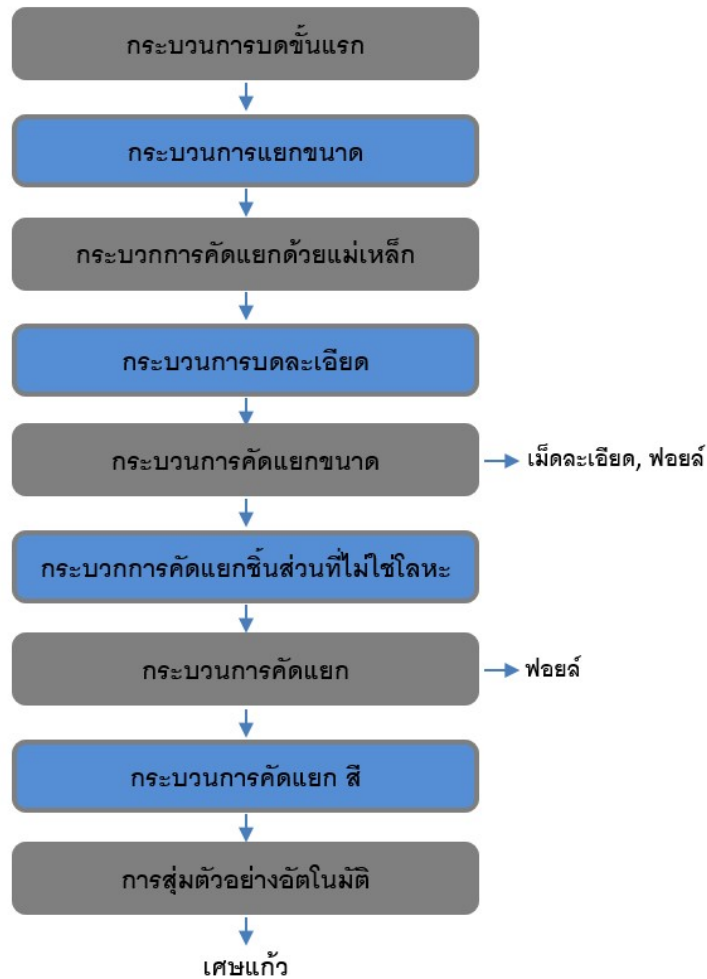 กระบวนการบดขั้นแรก
กระบวนการแยกขนาด
กระบวกการคัดแยกด้วยแม่เหล็ก
กระบวนการบดละเอียด
กระบวนการคัดแยกขนาด
เม็ดละเอียด, ฟอยล์
กระบวกการคัดแยกชิ้นส่วนที่ไม่ใช่โลหะ
กระบวนการคัดแยก
ฟอยล์
กระบวนการคัดแยก สี
การสุ่มตัวอย่างอัตโนมัติ
เศษแก้ว